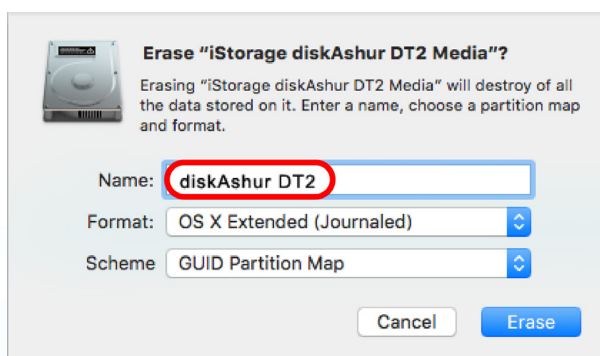 Erase “iStorage diskAshur DT2 Media”?
Erasing “iStorage diskAshur DT2 Media” will destroy of all
the data stored on it. Enter a name, choose a partition map
and format.
Name: diskAshur DT2
Format: OS X Extended (Journaled)
Scheme GUID Partition Map
Cancel Erase